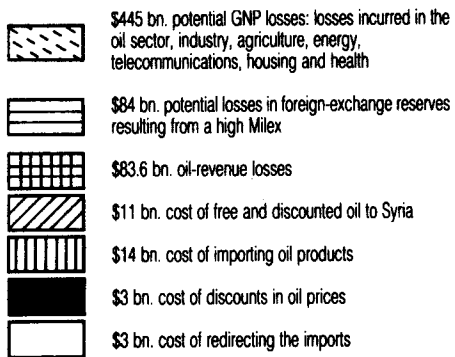 $445 bn. potential GNP losses: losses incurred in the
oil sector, industry, agriculture, energy,
telecommunications, housing and health
$84 bn. potential losses in foreign-exchange reserves
resulting from a high Milex
$83.6 bn. oil-revenue losses
$11 bn. cost of free and discounted oil to Syria
$14 bn. cost of importing oil products
$3 bn. cost of discounts in oil prices
$3 bn. cost of redirecting the imports